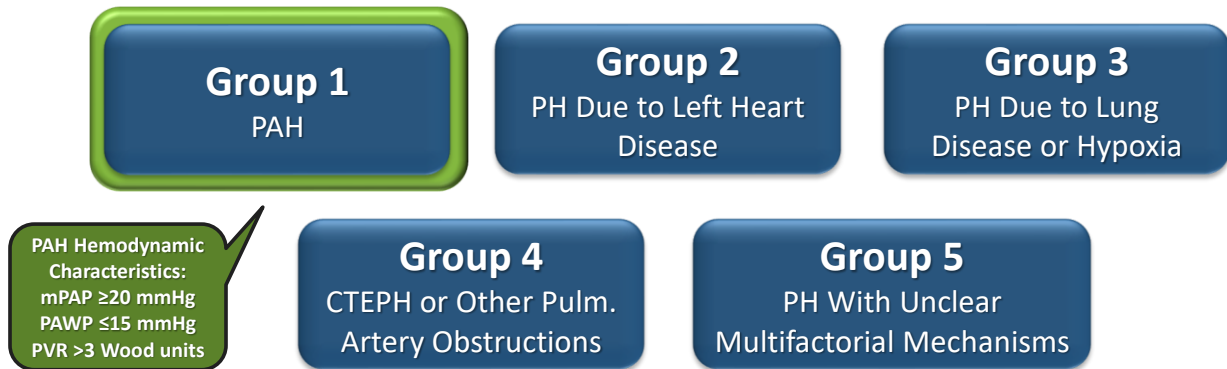 Group 1
PAH
Group 2
PH Due to Left Heart
Disease
Group 3
PH Due to Lung
Disease or Hypoxia
PAH Hemodynamic
Characteristics:
mPAP ≥20 mmHg
PAWP ≤15 mmHg
PVR >3 Wood units
Group 4
CTEPH or Other Pulm.
Artery Obstructions
Group 5
PH With Unclear
Multifactorial Mechanisms